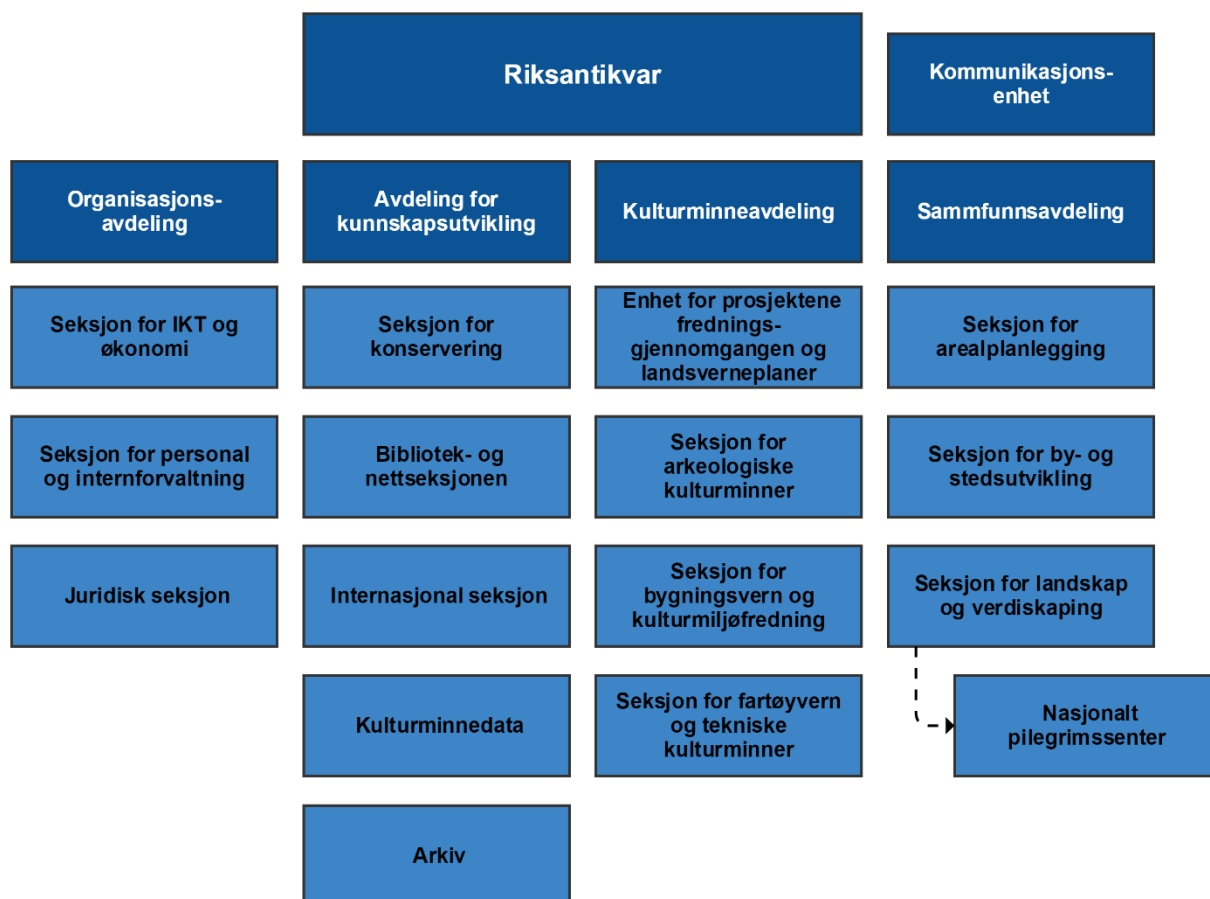 Riksantikvar
Kommunikasjons-
enhet
Organisasjons-
avdeling
Avdeling for
kunnskapsutvikling
Kulturminneavdeling
Sammfunnsavdeling
Seksjon for IKT og
økonomi
Seksjon for
konservering
Enhet for prosjektene
frednings-
gjennomgangen og
landsverneplaner
Seksjon for
arealplanlegging
Seksjon for personal
og internforvaltning
Bibliotek- og
nettseksjonen
Seksjon for
arkeologiske
kulturminner
Seksjon for by- og
stedsutvikling
Juridisk seksjon
Internasjonal seksjon
Seksjon for
bygningsvern og
kulturmiljøfredning
Seksjon for landskap
og verdiskaping
Kulturminnedata
Seksjon for fartøyvern
og tekniske
kulturminner
Nasjonalt
pilegrimssenter
Arkiv